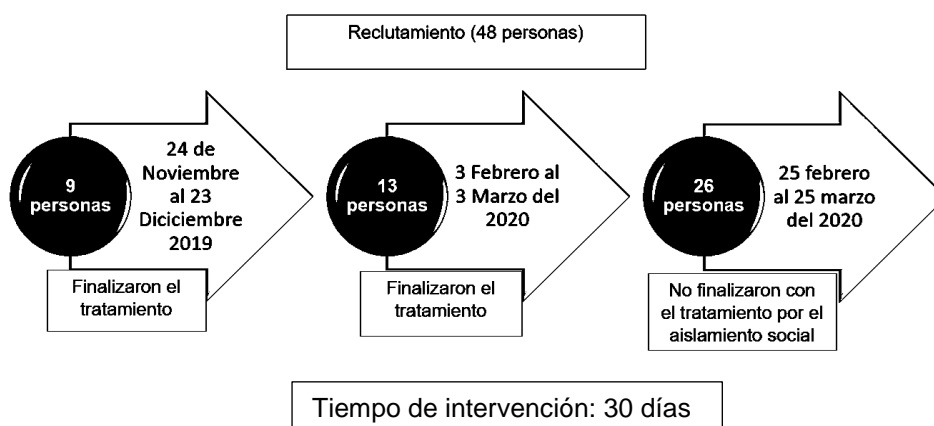 Reclutamiento (48 personas)
9
personas
24 de
Noviembre
al 23
Diciciembre
2019
Finalizaron el
tratamiento
13
personas
3 Febrero al
3 Marzo del
2020
Finalizaron el
tratamiento
26
personas
25 febrero
al 25 marzo
del 2020
No finalizaron con
el tratamiento por el
aislamiento social
Tiempo de intervención: 30 días